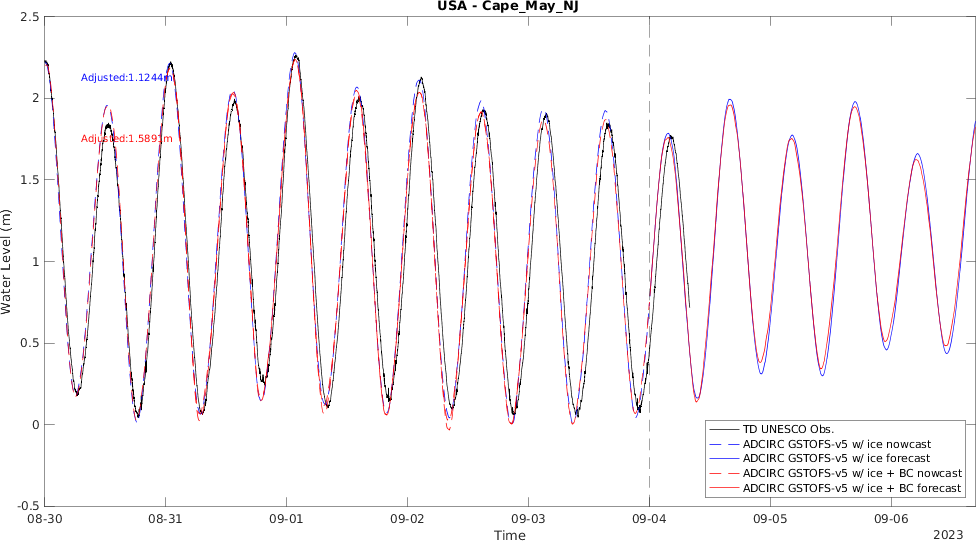 USA - Cape_May_NJ
2.5
2
1.5
1
0.5
0
-0.5
Water Level (m)
Adjusted:1.1244m
Adjusted:1.5891m
TD UNESCO Obs.
ADCIRC GSTOFS-v5 w/ ice nowcast
ADCIRC GSTOFS-v5 w/ ice forecast
ADCIRC GSTOFS-v5 w/ ice + BC nowcast
ADCIRC GSTOFS-v5 w/ ice + BC forecast
08-30 08-31 09-01 09-02 09-03 09-04 09-05 09-06
Time
2023